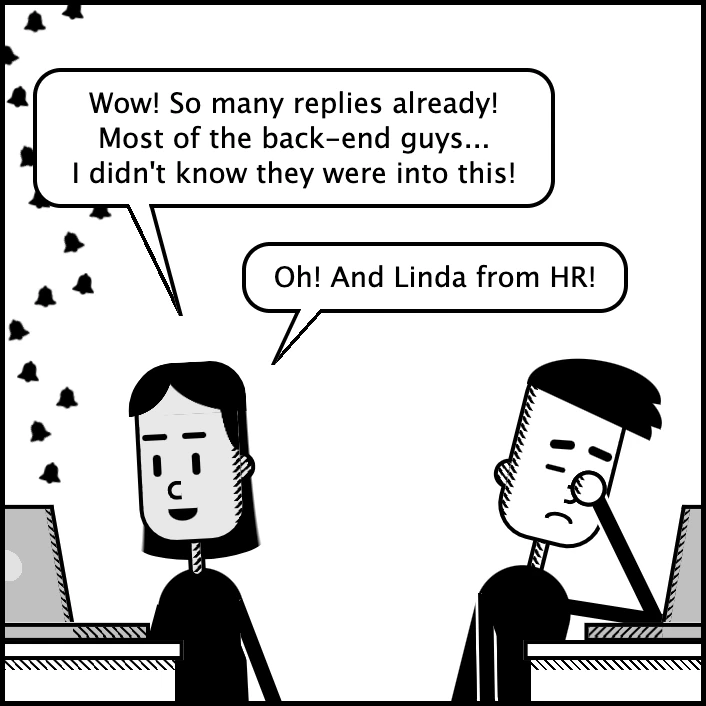 Wow! So many replies already!
Most of the back-end guys...
I didn't know they were into this!
Oh! And Linda from HR!